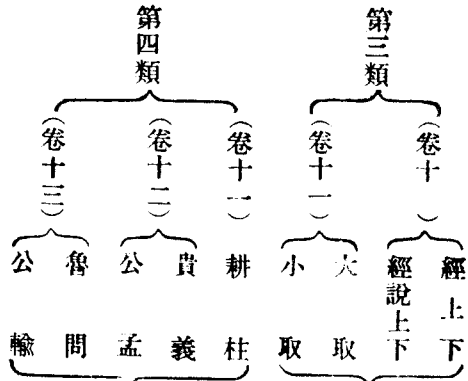 第三類
（卷十　）
經上下
經說上下
（卷十一）
大取
小取
第四類
（卷十一）
耕柱
（卷十二）
貴義
公孟
（卷十三）
魯問
公輸